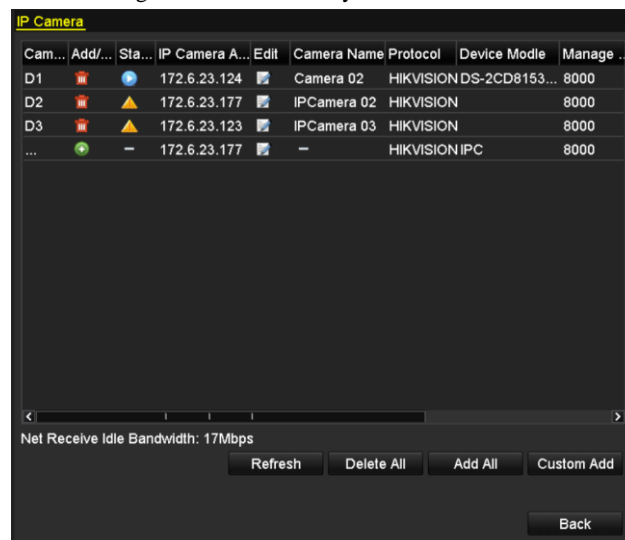 IP Camera
Cam... Add/... Sta... IP Camera A... Edit Camera Name Protocol Device Modle Manage ..
D1 172.6.23.124 Camera 02 HIKVISION DS-2CD8153... 8000
D2 172.6.23.177 IPCamera 02 HIKVISION 8000
D3 172.6.23.123 IPCamera 03 HIKVISION 8000
... – 172.6.23.177 – HIKVISION IPC 8000
Net Receive Idle Bandwidth: 17Mbps
Refresh Delete All Add All Custom Add
Back